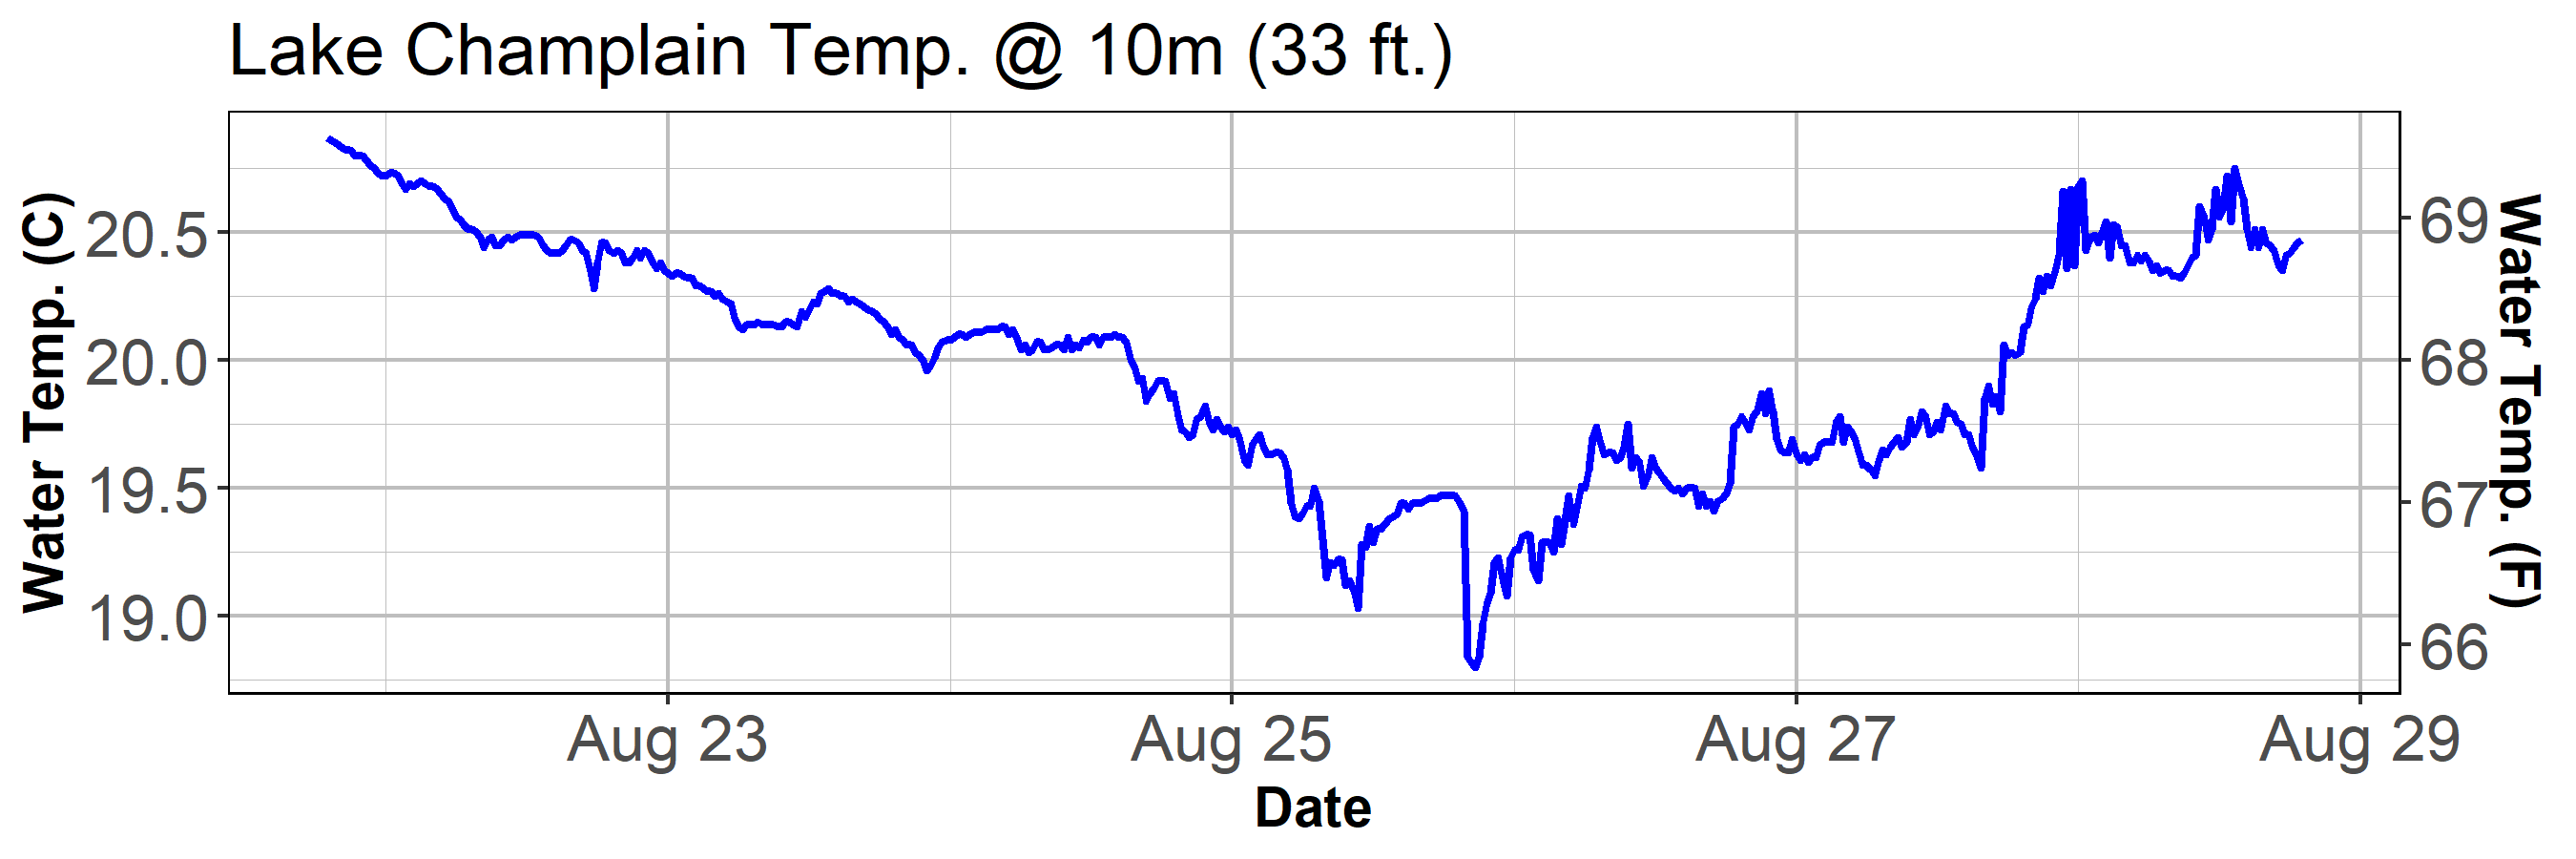 Lake Champlain Temp. @ 10m (33 ft.)
Water Temp. (C)
20.5
20.0
19.5
19.0
69
68
67
66
Water Temp. (F)
Aug 23
Aug 25
Aug 27
Aug 29
Date